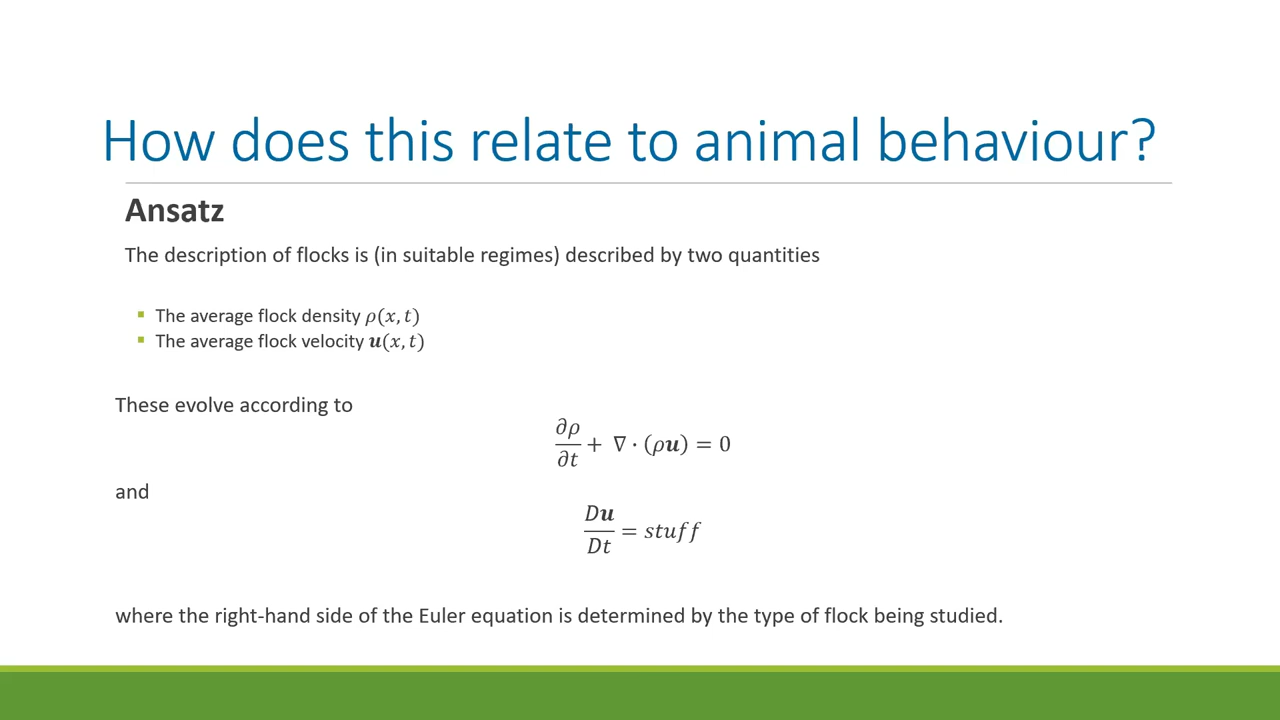 How does this relate to animal behaviour?
Ansatz
The description of flocks is (in suitable regimes) described by two quantities
▪ The average flock density 𝜌(𝑥, 𝑡)
▪ The average flock velocity 𝒖(𝑥, 𝑡)
These evolve according to
∂𝜌/∂𝑡 + ∇ · (𝜌𝒖) = 0
and
𝐷𝒖/𝐷𝑡 = 𝑠𝑡𝑢𝑓𝑓
where the right-hand side of the Euler equation is determined by the type of flock being studied.